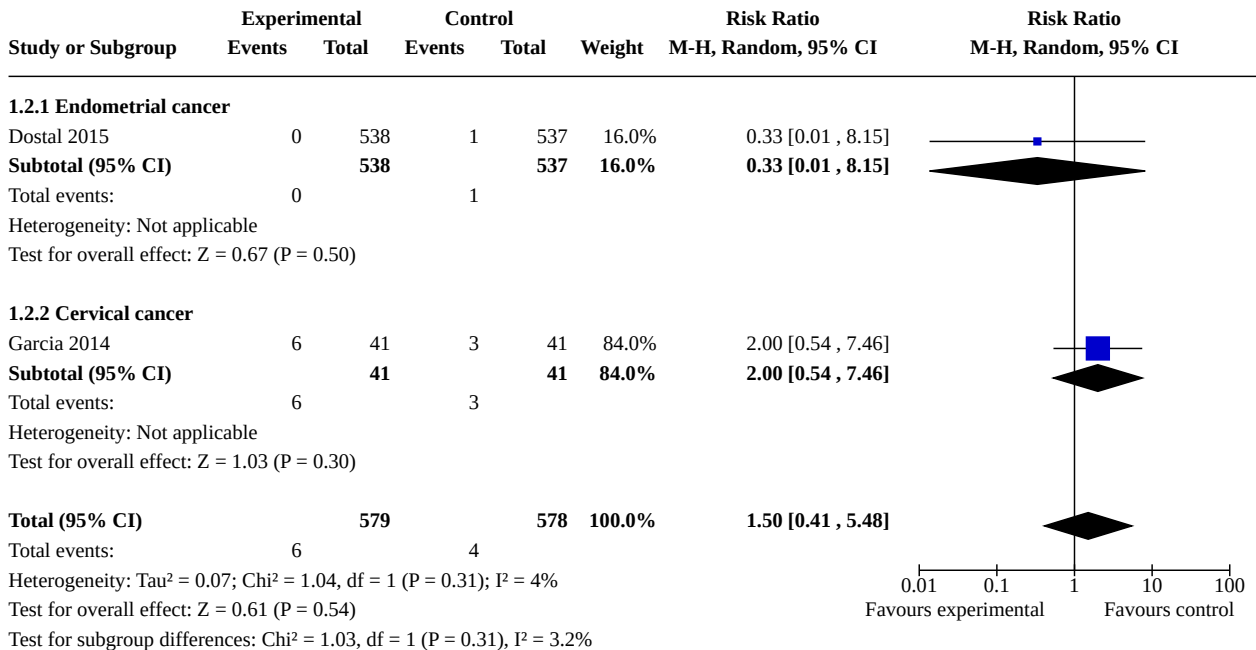 Experimental Control Risk Ratio Risk Ratio
Study or Subgroup Events Total Events Total Weight M-H, Random, 95% CI M-H, Random, 95% CI
1.2.1 Endometrial cancer
Dostal 2015 0 538 1 537 16.0% 0.33 [0.01 , 8.15]
Subtotal (95% CI) 538 537 16.0% 0.33 [0.01 , 8.15]
Total events: 0 1
Heterogeneity: Not applicable
Test for overall effect: Z = 0.67 (P = 0.50)
1.2.2 Cervical cancer
Garcia 2014 6 41 3 41 84.0% 2.00 [0.54 , 7.46]
Subtotal (95% CI) 41 41 84.0% 2.00 [0.54 , 7.46]
Total events: 6 3
Heterogeneity: Not applicable
Test for overall effect: Z = 1.03 (P = 0.30)
Total (95% CI) 579 578 100.0% 1.50 [0.41 , 5.48]
Total events: 6 4
Heterogeneity: Tau² = 0.07; Chi² = 1.04, df = 1 (P = 0.31); I² = 4%
0.01 0.1 1 10 100
Test for overall effect: Z = 0.61 (P = 0.54)
Favours experimental Favours control
Test for subgroup differences: Chi² = 1.03, df = 1 (P = 0.31), I² = 3.2%